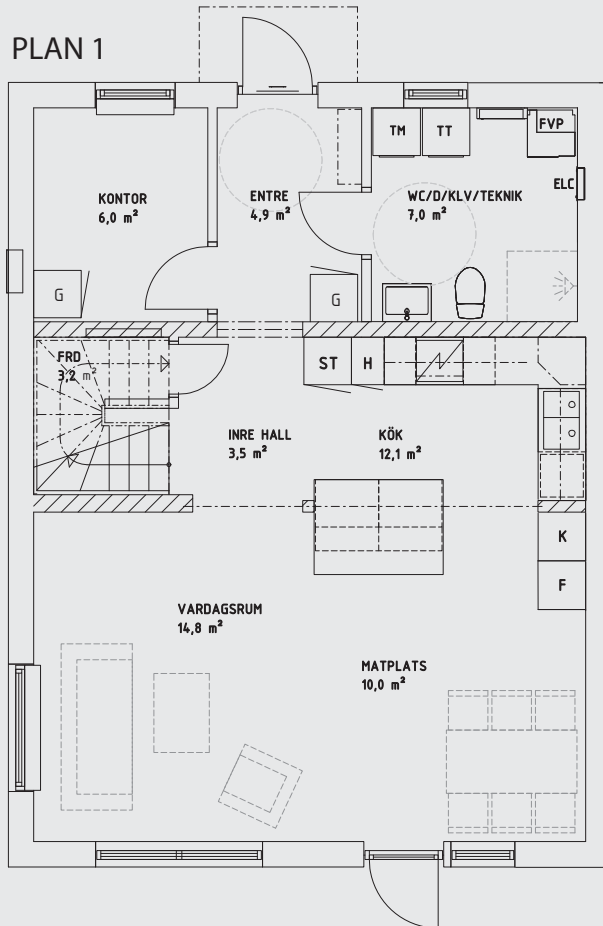 PLAN 1
TM
TT
FVP
ELC
KONTOR
6,0 m²
ENTRE
4,9 m²
WC/D/KLV/TEKNIK
7,0 m²
G
G
FRD
3,2 m²
ST
H
INRE HALL
3,5 m²
KÖK
12,1 m²
K
F
VARDAGSRUM
14,8 m²
MATPLATS
10,0 m²